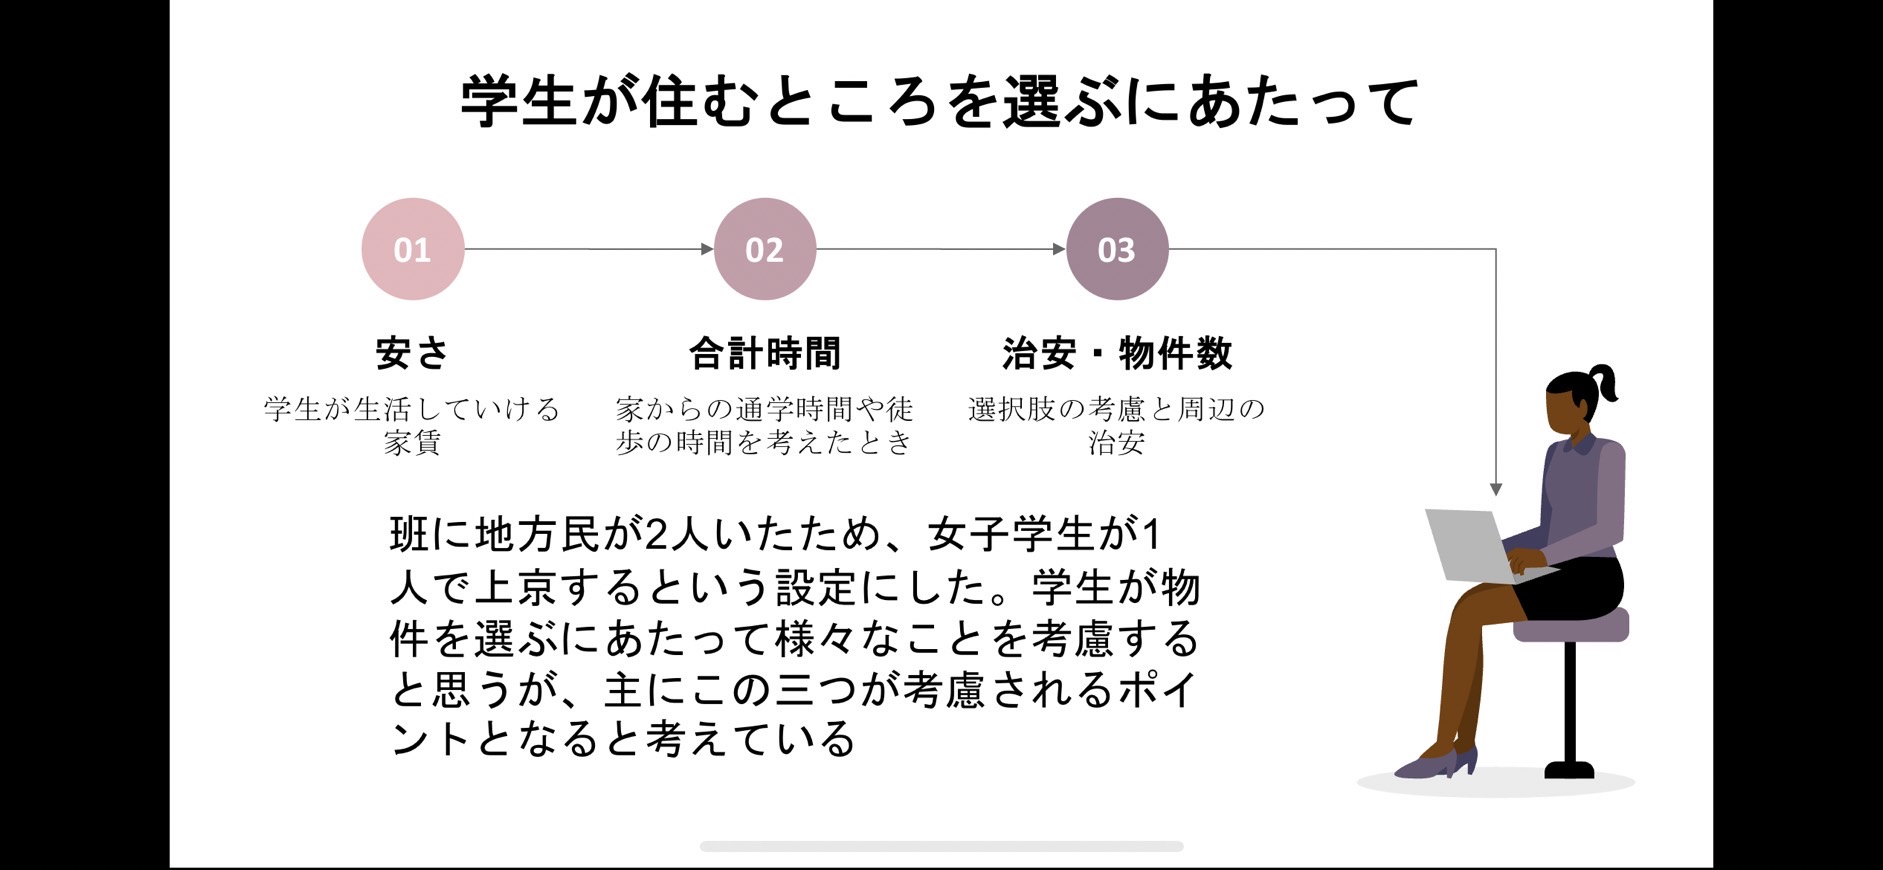 学生が住むところを選ぶにあたって
01
02
03
安さ
合計時間
治安・物件数
学生が生活していける
家賃
家からの通学時間や徒
歩の時間を考えたとき
選択肢の考慮と周辺の
治安
班に地方民が2人いたため、女子学生が1
人で上京するという設定にした。学生が物
件を選ぶにあたって様々なことを考慮する
と思うが、主にこの三つが考慮されるポイ
ントとなると考えている